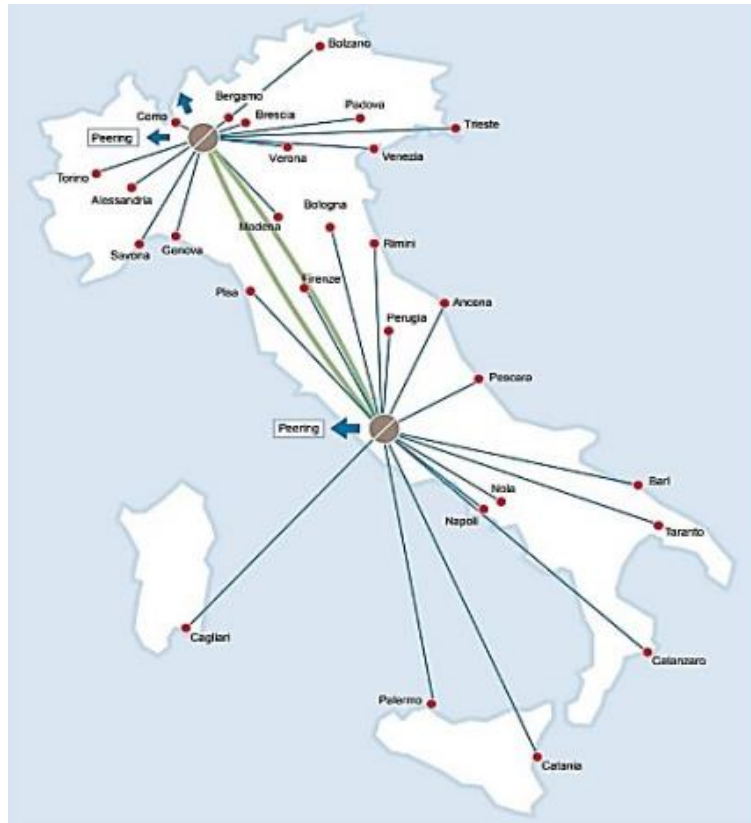 Bolzano
Bergamo
Como
Brescia
Padova
Trieste
Peering
Verona
Venezia
Torino
Alessandria
Bologna
Modena
Rimini
Savona
Genova
Firenze
Pisa
Ancona
Perugia
Pescara
Peering
Bari
Nola
Napoli
Taranto
Cagliari
Catanzaro
Palermo
Catania